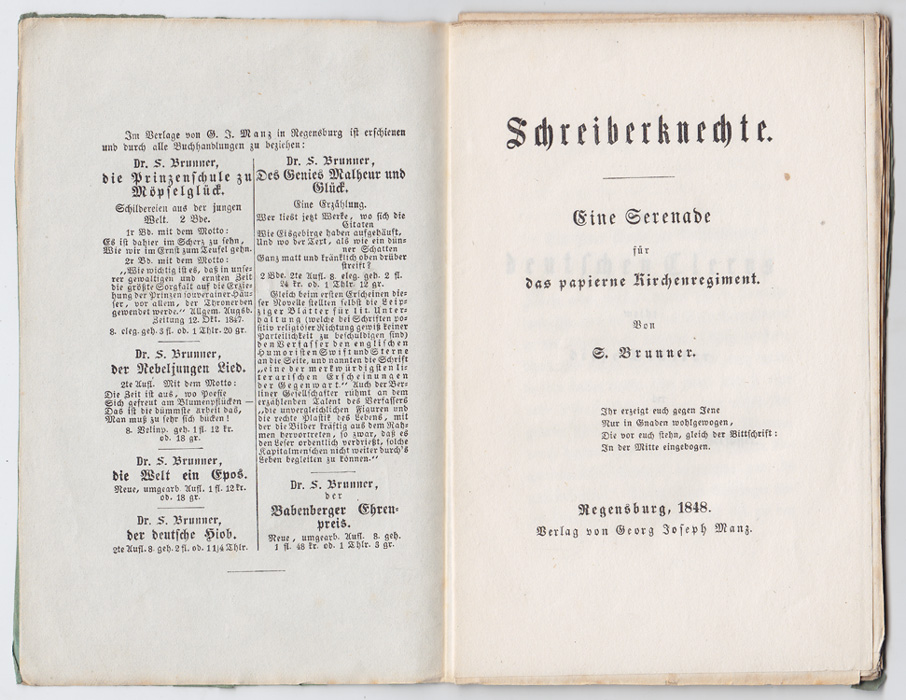 Im Verlage von G. J. Manz in Regensburg ist erschienen
und durch alle Buchhandlungen zu beziehen:
Dr. S. Brunner,
die Prinzenschule zu
Möpselglück.
Schildereien aus der jungen
Welt. 2 Bde.
1r Bd. mit dem Motto:
Es ist dahier im Scherz zu sehn,
Wie wir im Ernst zum Teufel gehn.
2r Bd. mit dem Motto:
„Wie wichtig ist es, daß in unse-
rer gewaltigen und ernsten Zeit
die größte Sorgfalt auf die Erzie-
hung der Prinzen souverainer Häu-
ser, vor allem, der Thronerben
gewendet werde.“ Allgem. Augsb.
Zeitung 12. Okt. 1847.
8. eleg. geh. 3 fl. od. 1 Thlr. 20 gr.
Dr. S. Brunner,
der Nebeljungen Lied.
2te Aufl. Mit dem Motto:
Die Zeit ist aus, wo Poesie
Sich gefreut am Blumenpflücken —
Das ist die dümmste Arbeit das,
Man muß zu sehr sich bücken!
8. Velinp. geh. 1 fl. 12 kr.
od. 18 gr.
Dr. S. Brunner,
die Welt ein Epos.
Neue, umgearb. Aufl. 1 fl. 12 kr.
od. 18 gr.
Dr. S. Brunner,
der deutsche Hiob.
2te Aufl. 8. geh. 2 fl. od. 1 1/4 Thlr.
Dr. S. Brunner,
Des Genies Malheur und
Glück.
Eine Erzählung.
Wer liest jetzt Werke, wo sich die
Citaten
Wie Eisgebirge haben aufgehäuft,
Und wo der Text, als wie ein dün-
ner Schatten
Ganz matt und kränklich oben drüber
streift?
2 Bde. 2te Aufl. 8. eleg. geh. 2 fl.
24 kr. od. 1 Thlr. 12 gr.
Gleich beim ersten Erscheinen die-
ser Novelle stellten selbst die Leip-
ziger Blätter für lit. Unter-
haltung (welche bei Schriften po-
sitiv religiöser Richtung gewiß keiner
Parteilichkeit zu beschuldigen sind)
den Verfasser den englischen
Humoristen Swift und Sterne
an die Seite, und nannten die Schrift
„eine der merkwürdigsten li-
terarischen Erscheinungen
der Gegenwart.“ Auch der Ber-
liner Gesellschafter rühmt an dem
erzählenden Talent des Verfassers
„die unvergleichlichen Figuren und
die rechte Plastik des Lebens, mit
der die Bilder kräftig aus dem Rah-
men hervortreten, so zwar, daß es
den Leser ordentlich verdrießt, solche
Kapitalmenschen nicht weiter durch's
Leben begleiten zu können.“
Dr. S. Brunner,
der
Babenberger Ehren-
preis.
Neue, umgearb. Aufl. 8. geh.
1 fl. 48 kr. od. 1 Thlr. 3 gr.
Schreiberknechte.
Eine Serenade
für
das papierne Kirchenregiment.
Von
S. Brunner.
Ihr erzeigt euch gegen Jene
Nur in Gnaden wohlgewogen,
Die vor euch stehn, gleich der Bittschrift:
In der Mitte eingebogen.
Regensburg, 1848.
Verlag von Georg Joseph Manz.